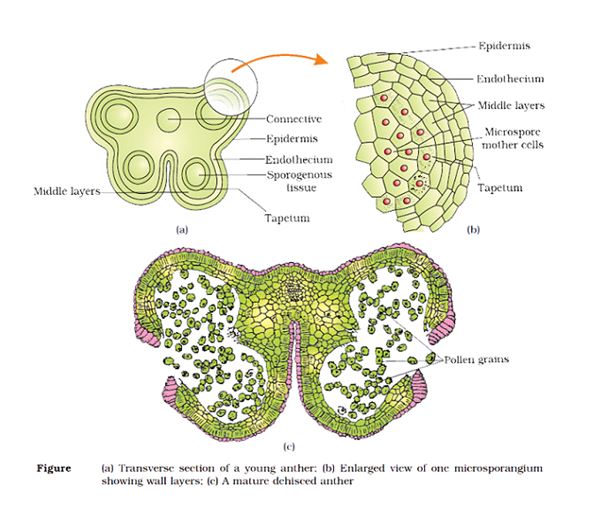 Epidermis
Endothecium
Middle layers
Microspore
mother cells
Tapetum
(b)
Connective
Epidermis
Endothecium
Sporogenous
tissue
Middle layers
Tapetum
(a)
Pollen grains
(c)
Figure (a) Transverse section of a young anther; (b) Enlarged view of one microsporangium
showing wall layers; (c) A mature dehisced anther